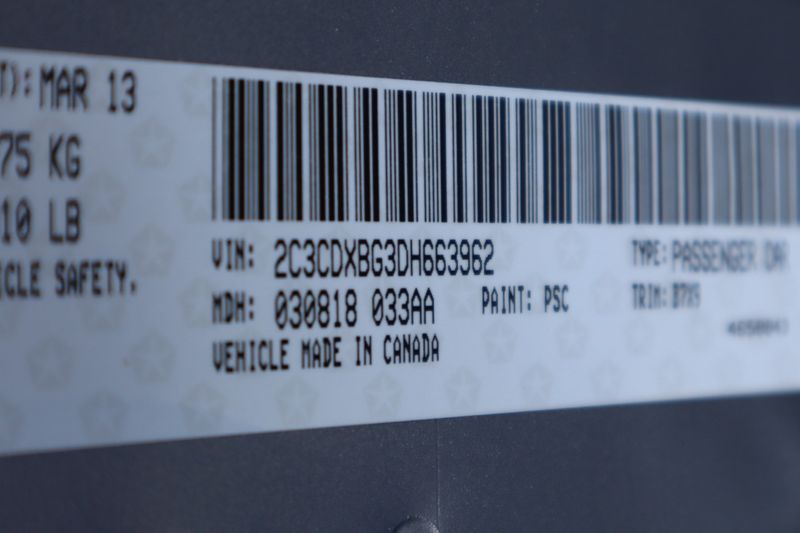 T): MAR 13
75 KG
10 LB
ICLE SAFETY.
VIN: 2C3CDXBG3DH663962 TYPE: PASSENGER CAR
MDH: 030818 033AA PAINT: PSC TRIM:
VEHICLE MADE IN CANADA